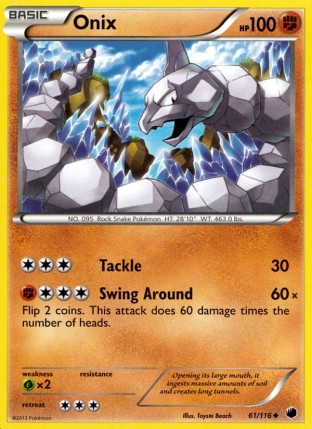 BASIC
Onix
HP 100
NO. 095 Rock Snake Pokémon HT: 28'10" WT: 463.0 lbs.
Tackle 30
Swing Around 60×
Flip 2 coins. This attack does 60 damage times the
number of heads.
weakness resistance
×2
retreat
Opening its large mouth, it
ingests massive amounts of soil
and creates long tunnels.
©2013 Pokémon
Illus. Toyste Beach
61/116